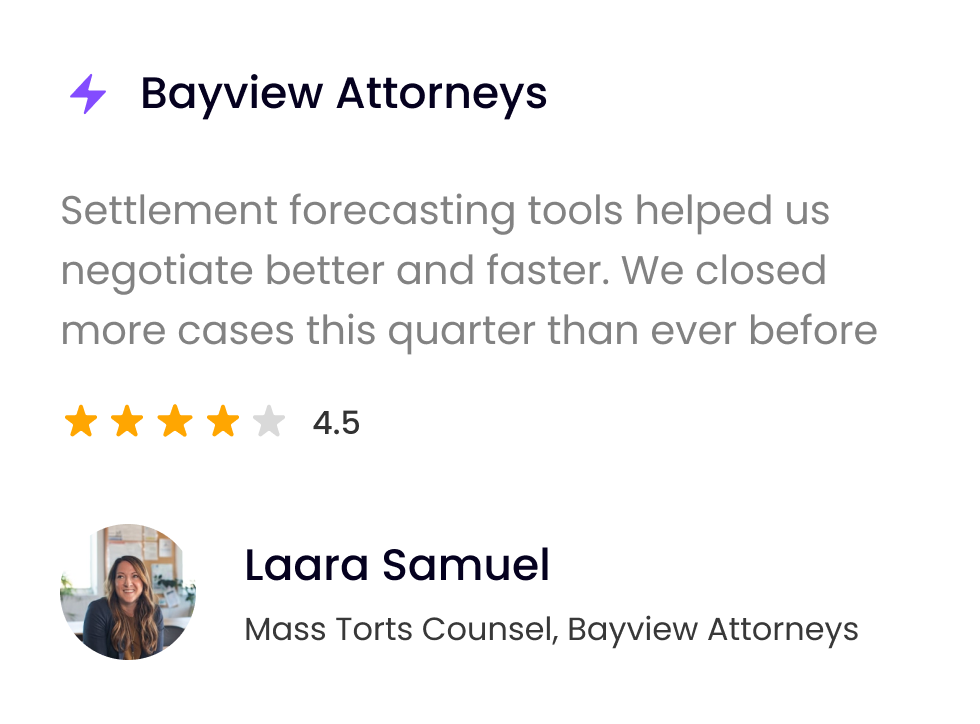 Bayview Attorneys
Settlement forecasting tools helped us
negotiate better and faster. We closed
more cases this quarter than ever before
4.5
Laara Samuel
Mass Torts Counsel, Bayview Attorneys